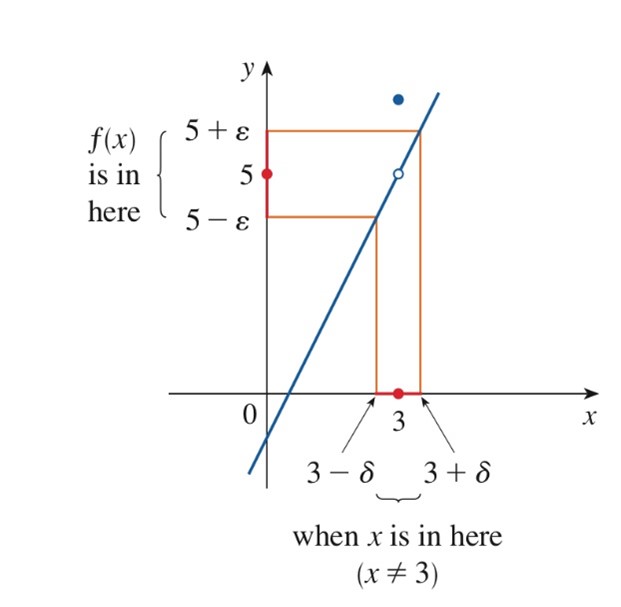 y
f(x)
is in
here
5 + ε
5
5 − ε
0
3
x
3 − δ
3 + δ
when x is in here
(x ≠ 3)